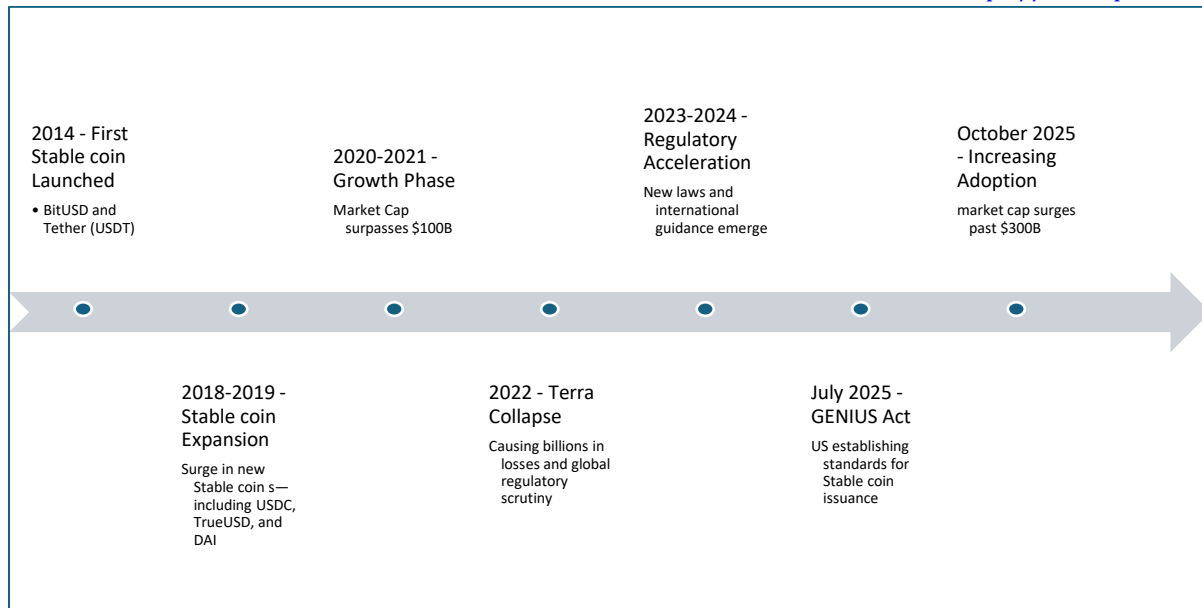 2014 - First
Stable coin
Launched
• BitUSD and
Tether (USDT)
2018-2019 -
Stable coin
Expansion
Surge in new
Stable coin s—
including USDC,
TrueUSD, and
DAI
2020-2021 -
Growth Phase
Market Cap
surpasses $100B
2022 - Terra
Collapse
Causing billions in
losses and global
regulatory
scrutiny
2023-2024 -
Regulatory
Acceleration
New laws and
international
guidance emerge
July 2025 -
GENIUS Act
US establishing
standards for
Stable coin
issuance
October 2025
- Increasing
Adoption
market cap surges
past $300B